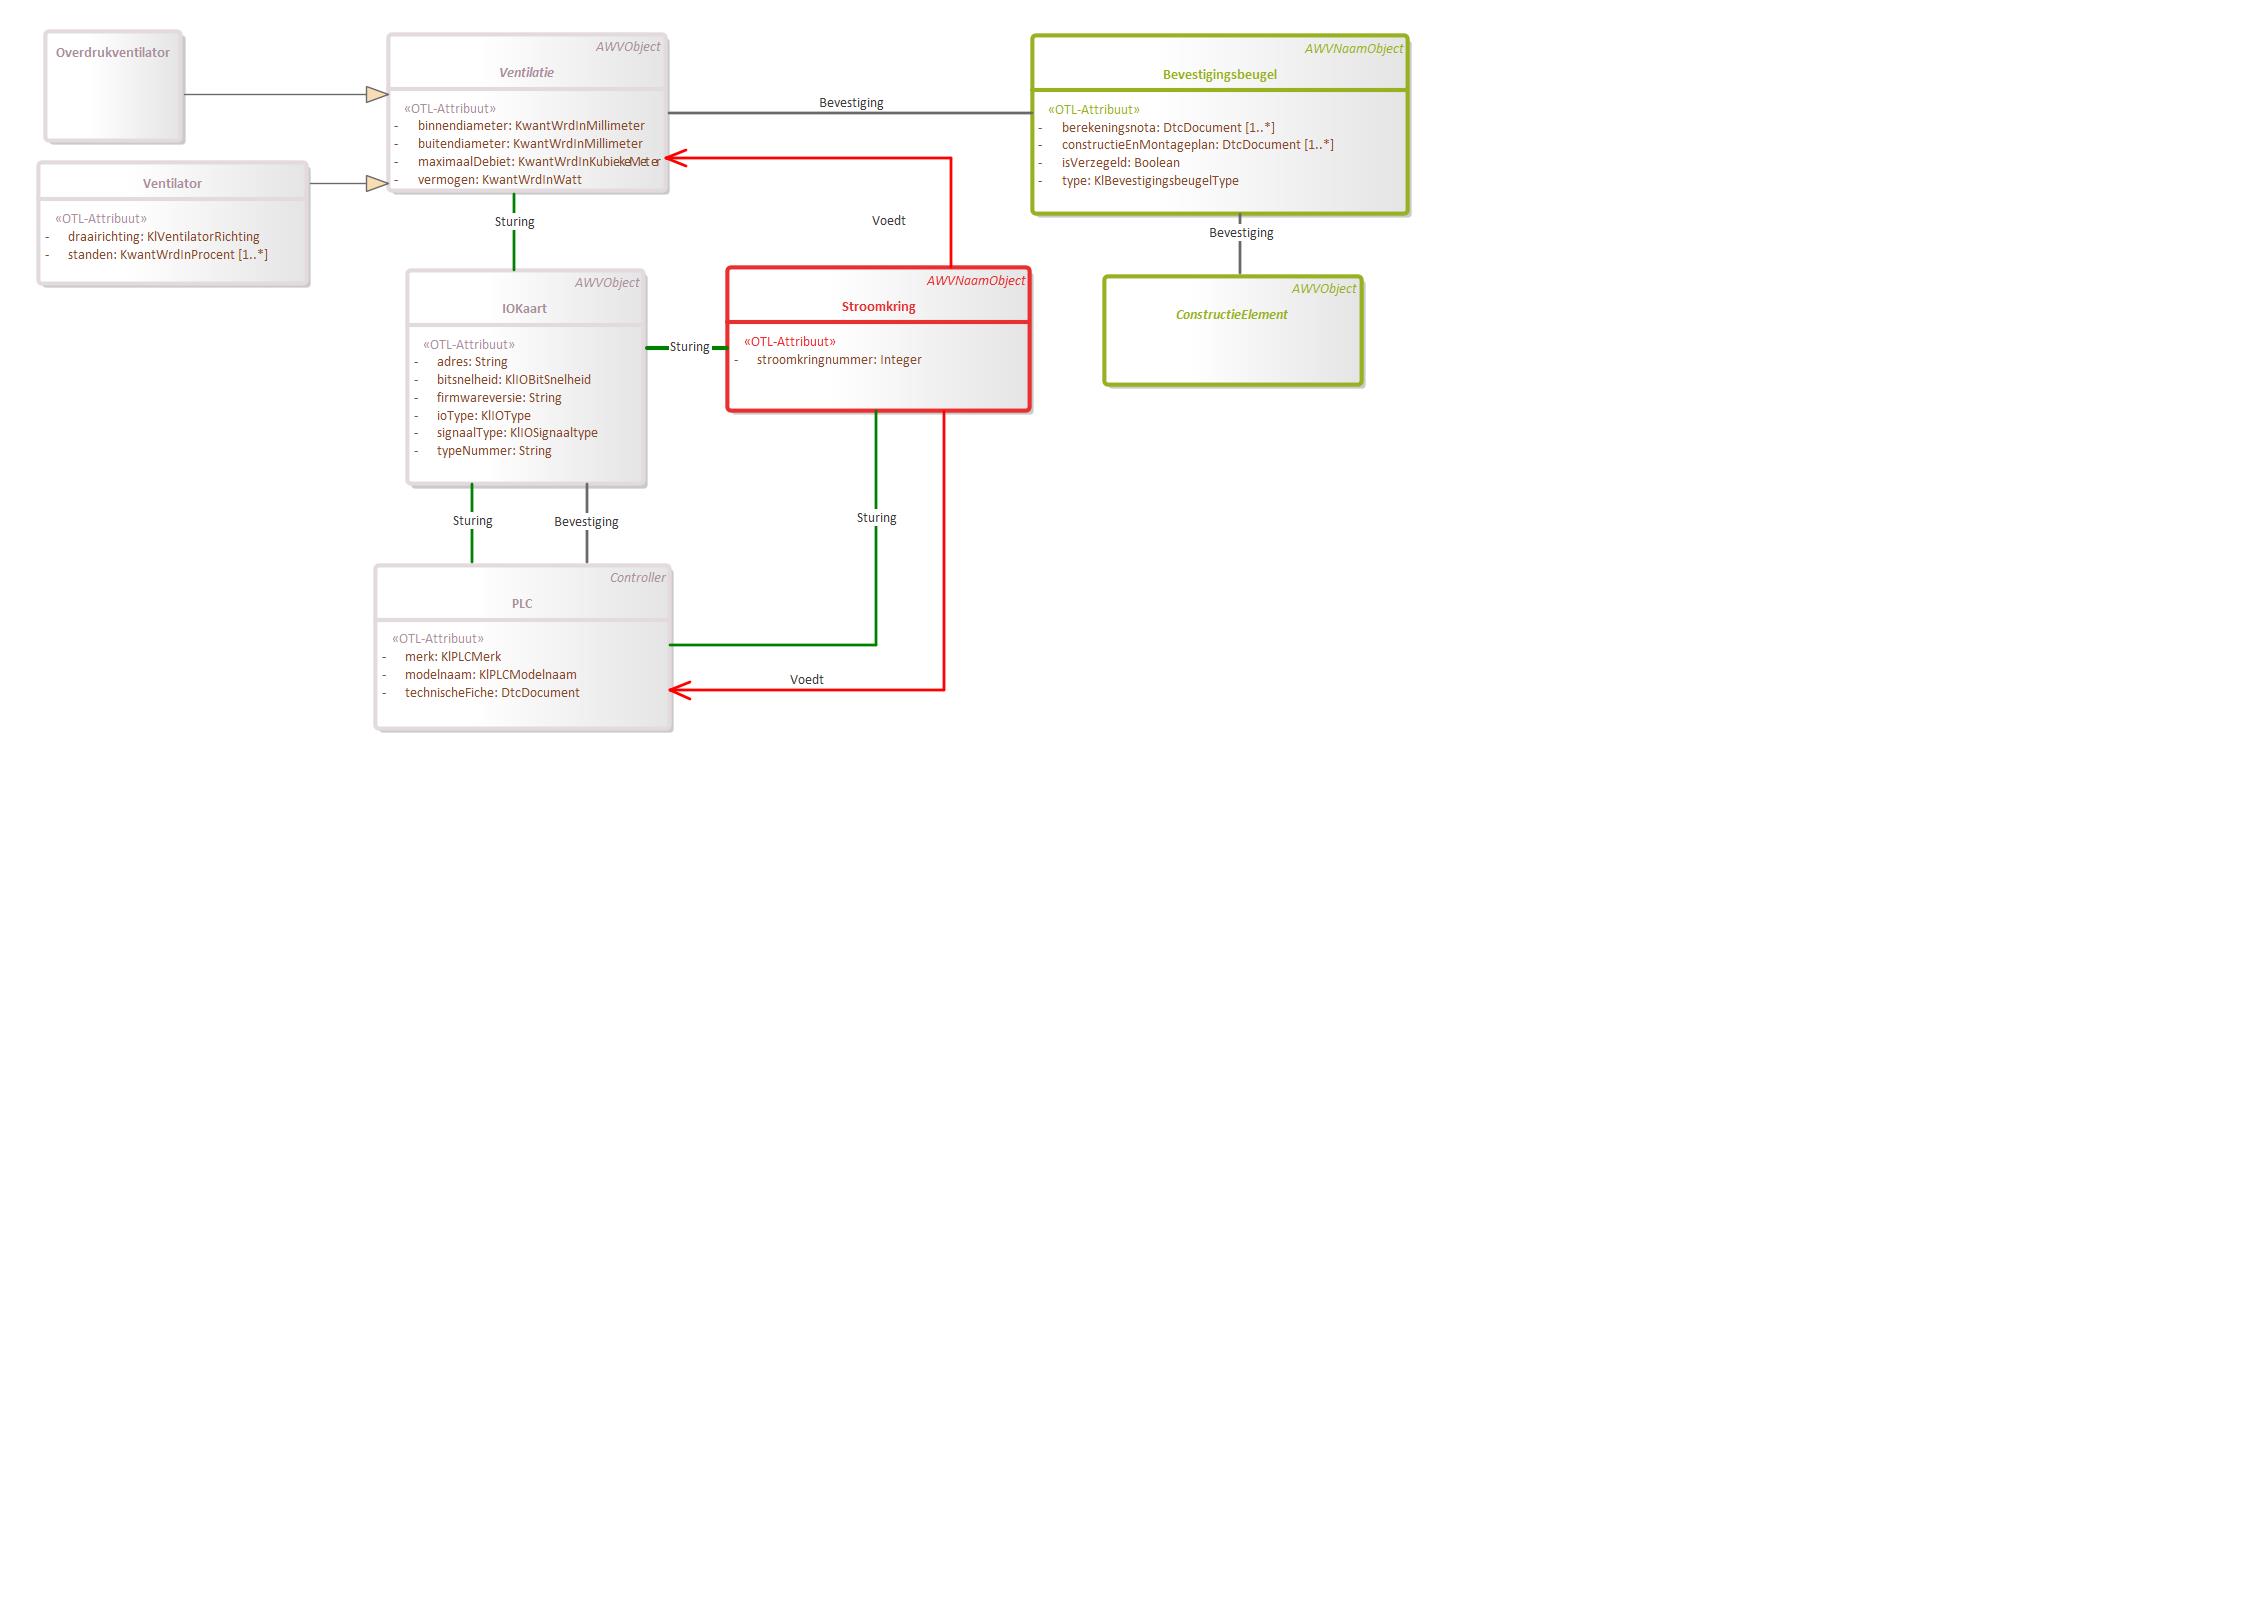 Overdrukventilator
AWVObject
Ventilatie
«OTL-Attribuut»
- binnendiameter: KwantWrdInMillimeter
- buitendiameter: KwantWrdInMillimeter
- maximaalDebiet: KwantWrdInKubiekeMeter
- vermogen: KwantWrdInWatt
Bevestiging
AWVNaamObject
Bevestigingsbeugel
«OTL-Attribuut»
- berekeningsnota: DtcDocument [1..*]
- constructieEnMontageplan: DtcDocument [1..*]
- isVerzegeld: Boolean
- type: KlBevestigingsbeugelType
Ventilator
«OTL-Attribuut»
- draairichting: KlVentilatorRichting
- standen: KwantWrdInProcent [1..*]
Sturing
Voedt
Bevestiging
AWVObject
IOKaart
«OTL-Attribuut»
- adres: String
- bitsnelheid: KlIOBitSnelheid
- firmwareversie: String
- ioType: KlIOType
- signaalType: KlIOSignaaltype
- typeNummer: String
Sturing
AWVNaamObject
Stroomkring
«OTL-Attribuut»
- stroomkringnummer: Integer
AWVObject
ConstructieElement
Sturing
Bevestiging
Sturing
Controller
PLC
«OTL-Attribuut»
- merk: KlPLCMerk
- modelnaam: KlPLCModelnaam
- technischeFiche: DtcDocument
Voedt